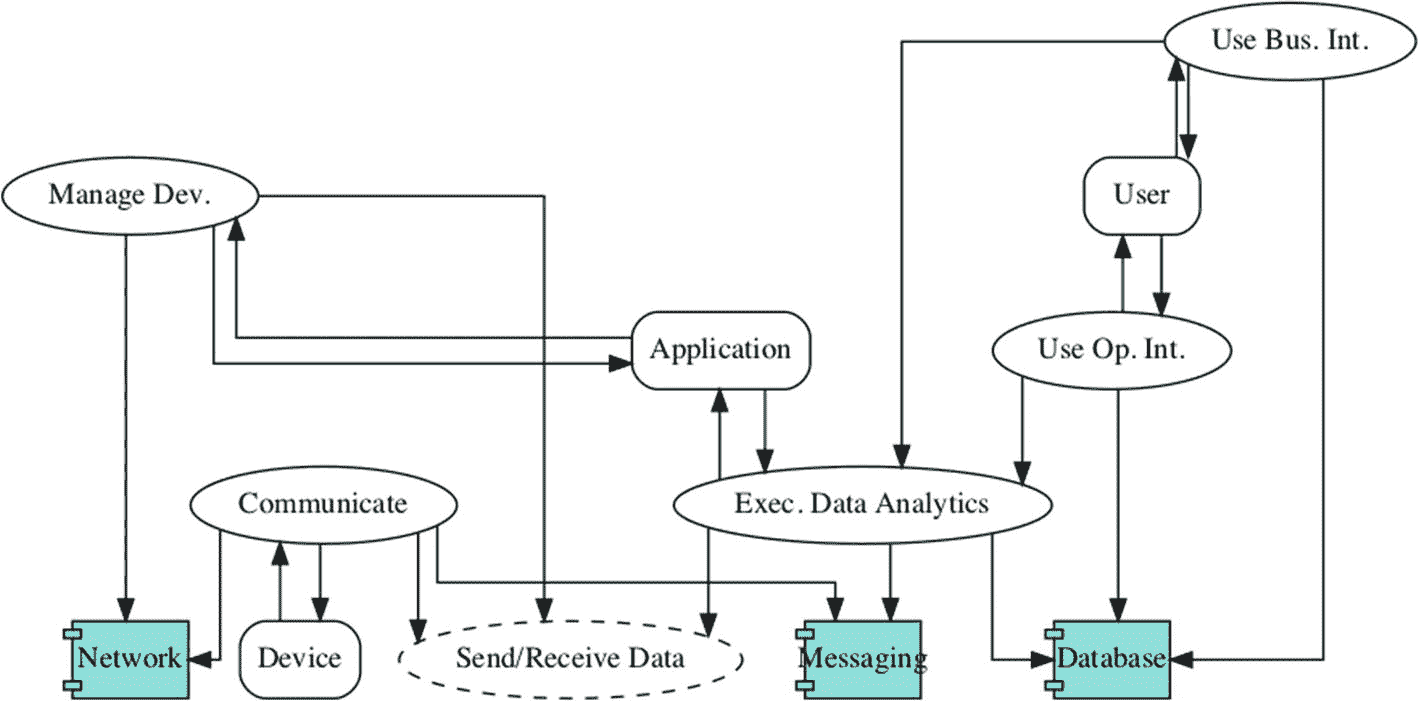 Use Bus. Int.
Manage Dev.
User
Application
Use Op. Int.
Communicate
Exec. Data Analytics
Network
Device
Send/Receive Data
Messaging
Database